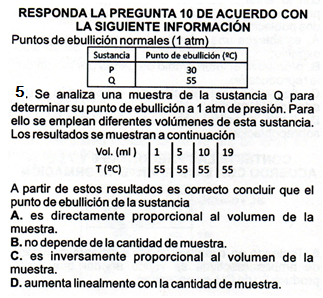 RESPONDA LA PREGUNTA 10 DE ACUERDO CON
LA SIGUIENTE INFORMACIÓN
Puntos de ebullición normales (1 atm)
Sustancia Punto de ebullición (ºC)
P 30
Q 55
5. Se analiza una muestra de la sustancia Q para
determinar su punto de ebullición a 1 atm de presión. Para
ello se emplean diferentes volúmenes de esta sustancia.
Los resultados se muestran a continuación
Vol. (ml) 1 5 10 19
T (ºC) 55 55 55 55
A partir de estos resultados es correcto concluir que el
punto de ebullición de la sustancia
A. es directamente proporcional al volumen de la
muestra.
B. no depende de la cantidad de muestra.
C. es inversamente proporcional al volumen de la
muestra.
D. aumenta linealmente con la cantidad de muestra.